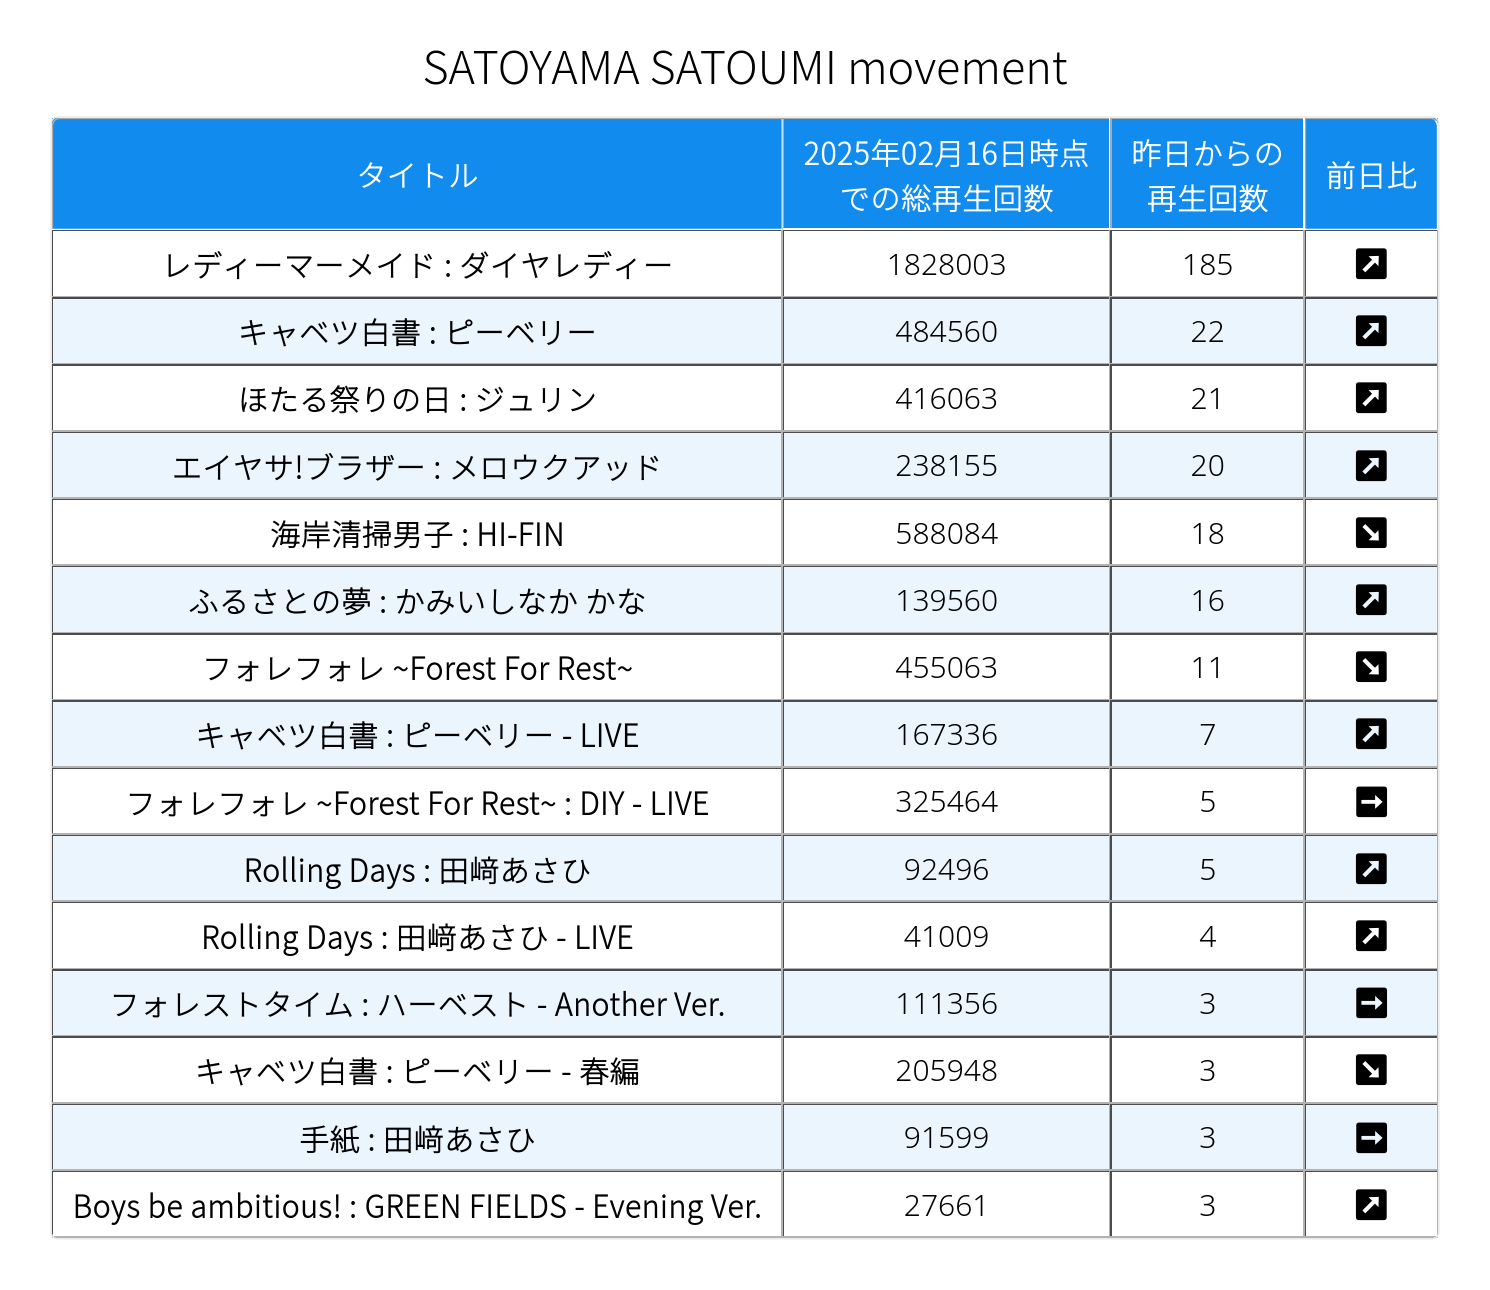 SATOYAMA SATOUMI movement
タイトル 2025年02月16日時点での総再生回数 昨日からの再生回数 前日比
レディーマーメイド : ダイヤレディー 1828003 185 ↗
キャベツ白書 : ピーベリー 484560 22 ↗
ほたる祭りの日 : ジュリン 416063 21 ↗
エイヤサ!ブラザー : メロウクアッド 238155 20 ↗
海岸清掃男子 : HI-FIN 588084 18 ↘
ふるさとの夢 : かみいしなか かな 139560 16 ↗
フォレフォレ ~Forest For Rest~ 455063 11 ↘
キャベツ白書 : ピーベリー - LIVE 167336 7 ↗
フォレフォレ ~Forest For Rest~ : DIY - LIVE 325464 5 →
Rolling Days : 田﨑あさひ 92496 5 ↗
Rolling Days : 田﨑あさひ - LIVE 41009 4 ↗
フォレストタイム : ハーベスト - Another Ver. 111356 3 →
キャベツ白書 : ピーベリー - 春編 205948 3 ↘
手紙 : 田﨑あさひ 91599 3 →
Boys be ambitious! : GREEN FIELDS - Evening Ver. 27661 3 ↗